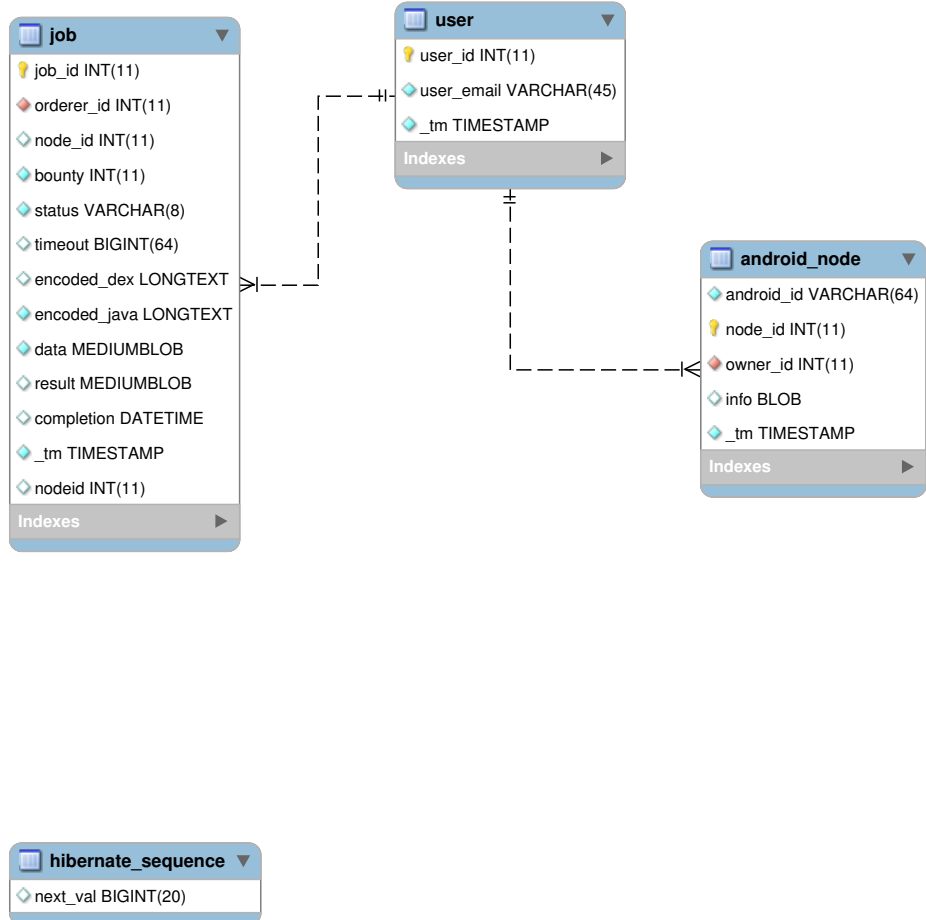 job
job_id INT(11)
orderer_id INT(11)
node_id INT(11)
bounty INT(11)
status VARCHAR(8)
timeout BIGINT(64)
encoded_dex LONGTEXT
encoded_java LONGTEXT
data MEDIUMBLOB
result MEDIUMBLOB
completion DATETIME
_tm TIMESTAMP
nodeid INT(11)
Indexes
user
user_id INT(11)
user_email VARCHAR(45)
_tm TIMESTAMP
Indexes
android_node
android_id VARCHAR(64)
node_id INT(11)
owner_id INT(11)
info BLOB
_tm TIMESTAMP
Indexes
hibernate_sequence
next_val BIGINT(20)